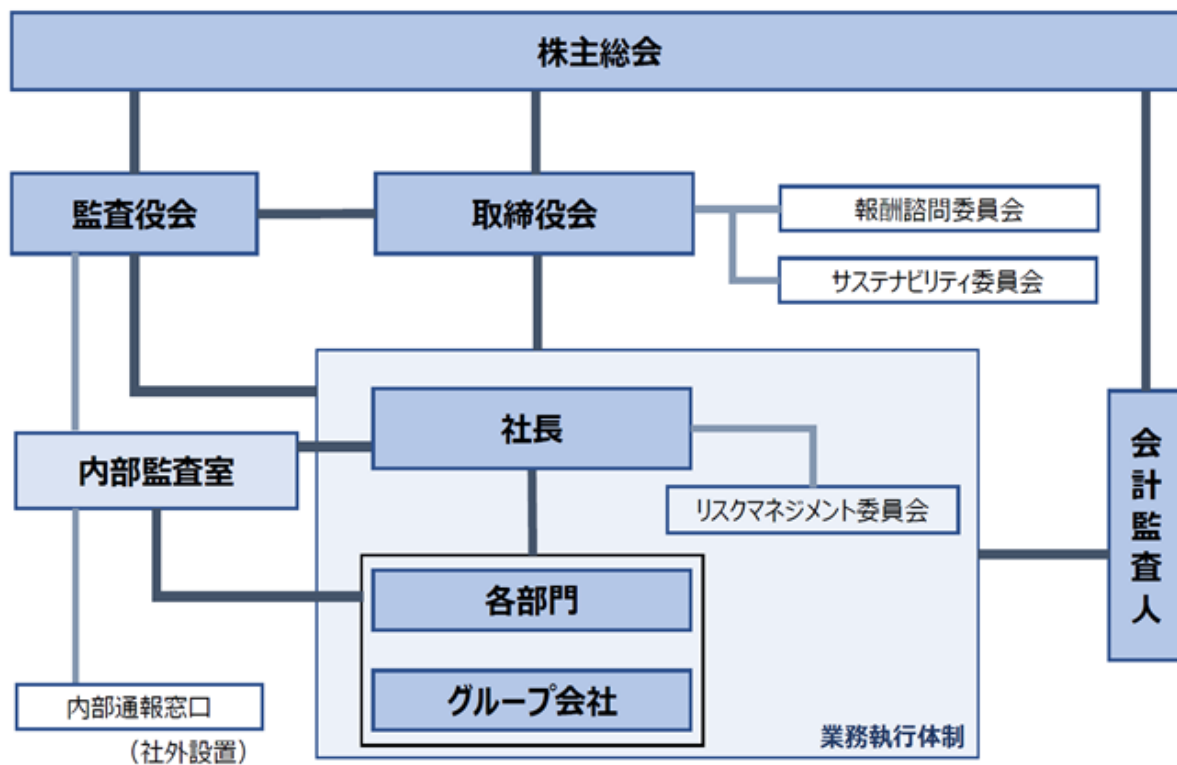 株主総会
監査役会
取締役会
報酬諮問委員会
サステナビリティ委員会
社長
内部監査室
リスクマネジメント委員会
会計監査人
各部門
グループ会社
内部通報窓口
（社外設置）
業務執行体制